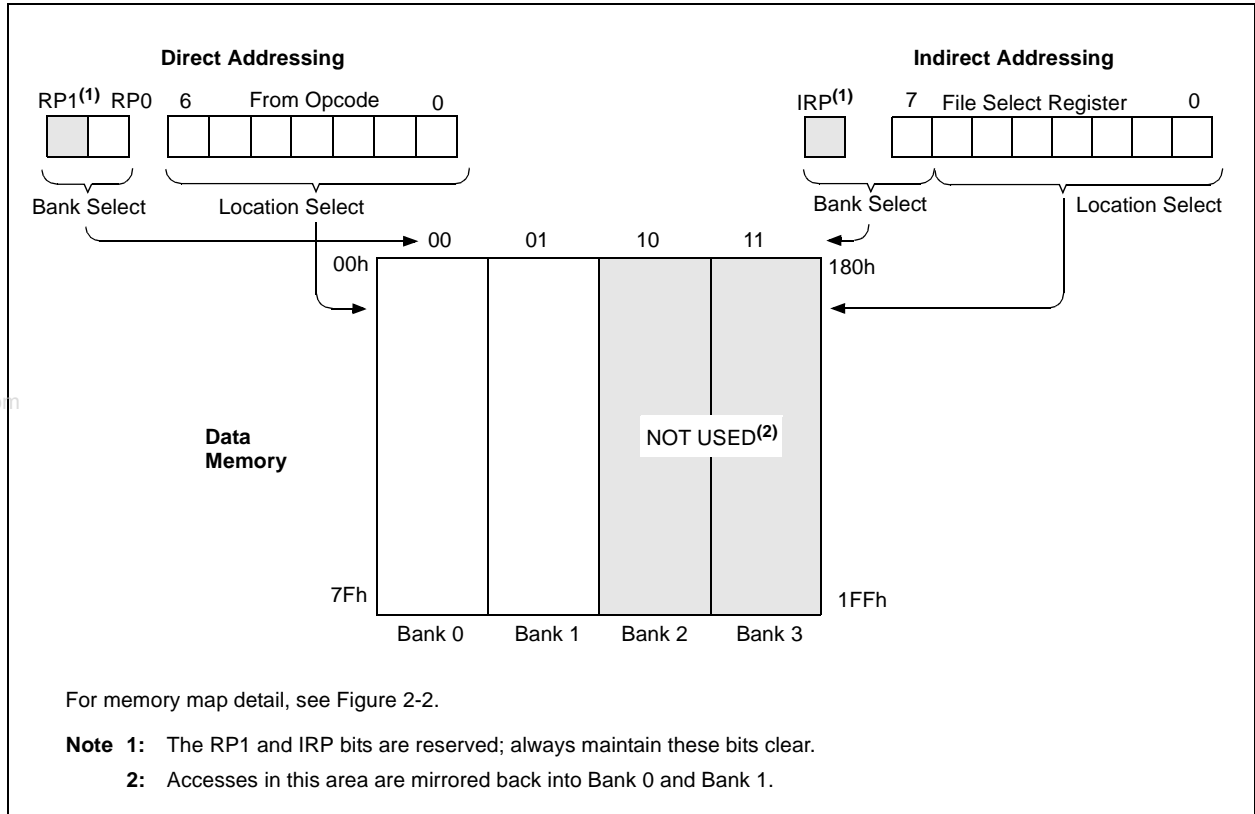 Direct Addressing
Indirect Addressing
RP1(1) RP0 6 From Opcode 0
IRP(1) 7 File Select Register 0
Bank Select Location Select
Bank Select Location Select
00 01 10 11
00h
180h
NOT USED(2)
Data
Memory
7Fh
1FFh
Bank 0 Bank 1 Bank 2 Bank 3
For memory map detail, see Figure 2-2.
Note 1: The RP1 and IRP bits are reserved; always maintain these bits clear.
2: Accesses in this area are mirrored back into Bank 0 and Bank 1.